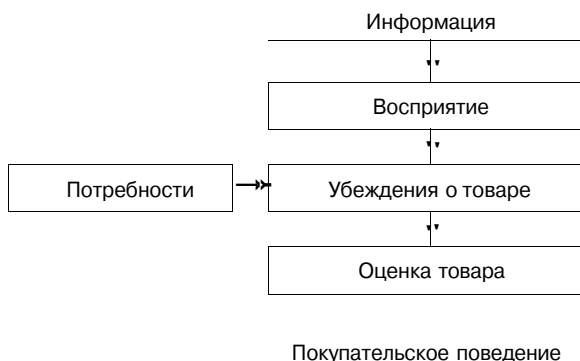 Информация
Восприятие
Потребности
Убеждения о товаре
Оценка товара
Покупательское поведение